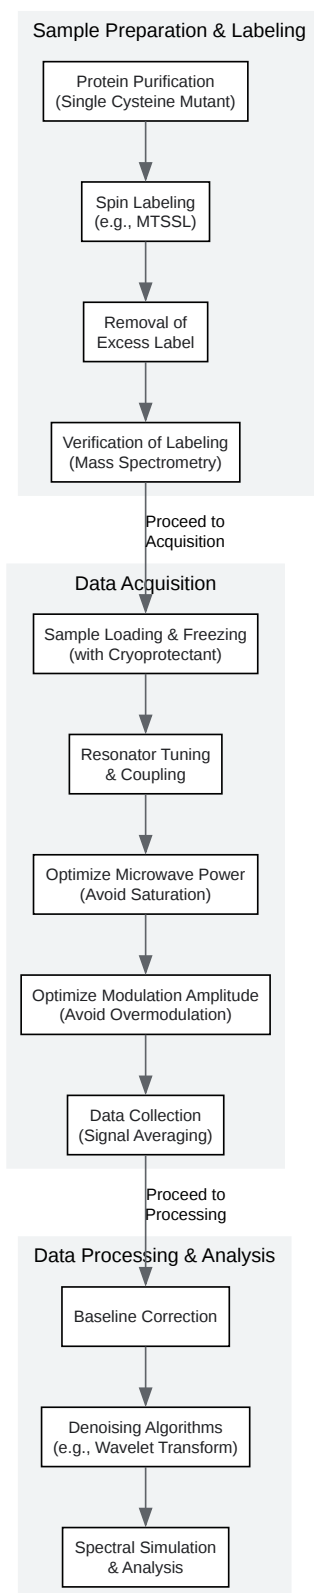 Sample Preparation & Labeling
Protein Purification
(Single Cysteine Mutant)
Spin Labeling
(e.g., MTSSL)
Removal of
Excess Label
Verification of Labeling
(Mass Spectrometry)
Proceed to
Acquisition
Data Acquisition
Sample Loading & Freezing
(with Cryoprotectant)
Resonator Tuning
& Coupling
Optimize Microwave Power
(Avoid Saturation)
Optimize Modulation Amplitude
(Avoid Overmodulation)
Data Collection
(Signal Averaging)
Proceed to
Processing
Data Processing & Analysis
Baseline Correction
Denoising Algorithms
(e.g., Wavelet Transform)
Spectral Simulation
& Analysis